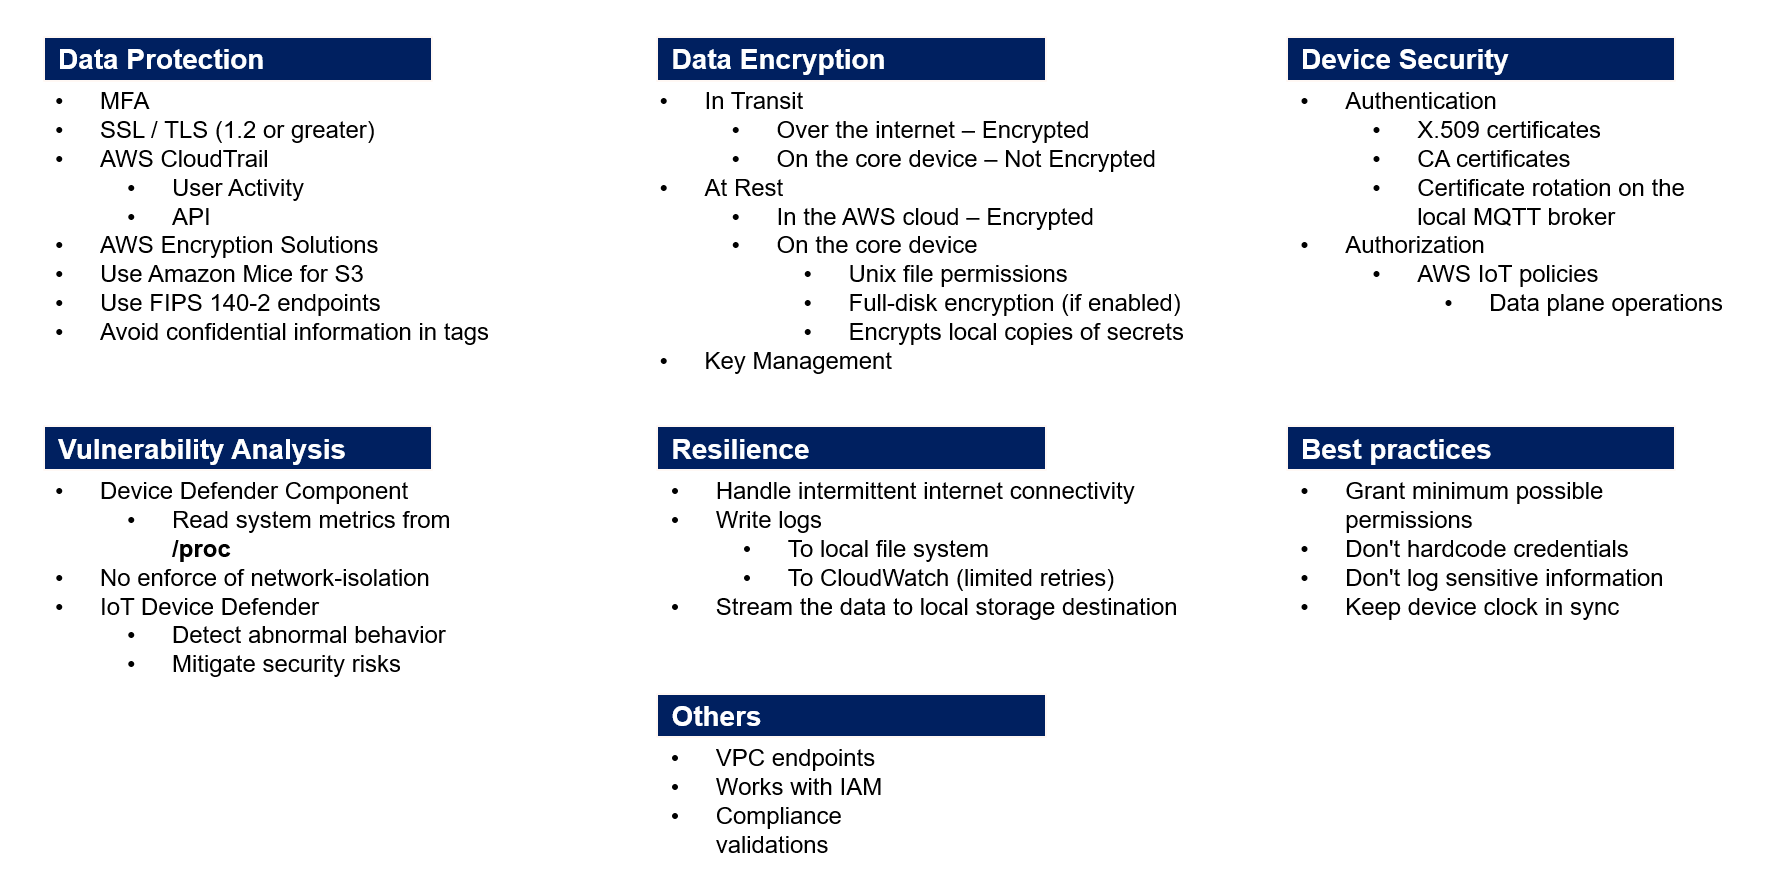 Data Protection
• MFA
• SSL / TLS (1.2 or greater)
• AWS CloudTrail
• User Activity
• API
• AWS Encryption Solutions
• Use Amazon Mice for S3
• Use FIPS 140-2 endpoints
• Avoid confidential information in tags
Data Encryption
• In Transit
• Over the internet – Encrypted
• On the core device – Not Encrypted
• At Rest
• In the AWS cloud – Encrypted
• On the core device
• Unix file permissions
• Full-disk encryption (if enabled)
• Encrypts local copies of secrets
• Key Management
Device Security
• Authentication
• X.509 certificates
• CA certificates
• Certificate rotation on the
local MQTT broker
• Authorization
• AWS IoT policies
• Data plane operations
Vulnerability Analysis
• Device Defender Component
• Read system metrics from
/proc
• No enforce of network-isolation
• IoT Device Defender
• Detect abnormal behavior
• Mitigate security risks
Resilience
• Handle intermittent internet connectivity
• Write logs
• To local file system
• To CloudWatch (limited retries)
• Stream the data to local storage destination
Best practices
• Grant minimum possible
permissions
• Don't hardcode credentials
• Don't log sensitive information
• Keep device clock in sync
Others
• VPC endpoints
• Works with IAM
• Compliance
validations